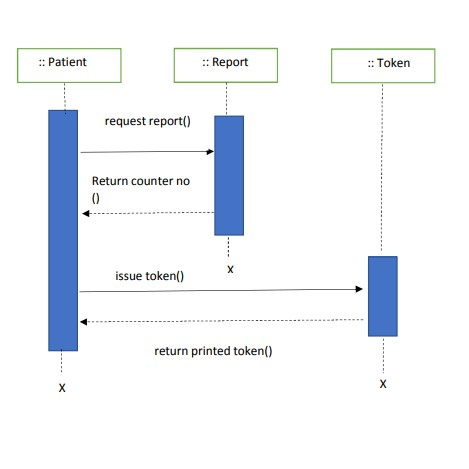 :: Patient
:: Report
:: Token
request report()
Return counter no
()
X
issue token()
return printed token()
X
X